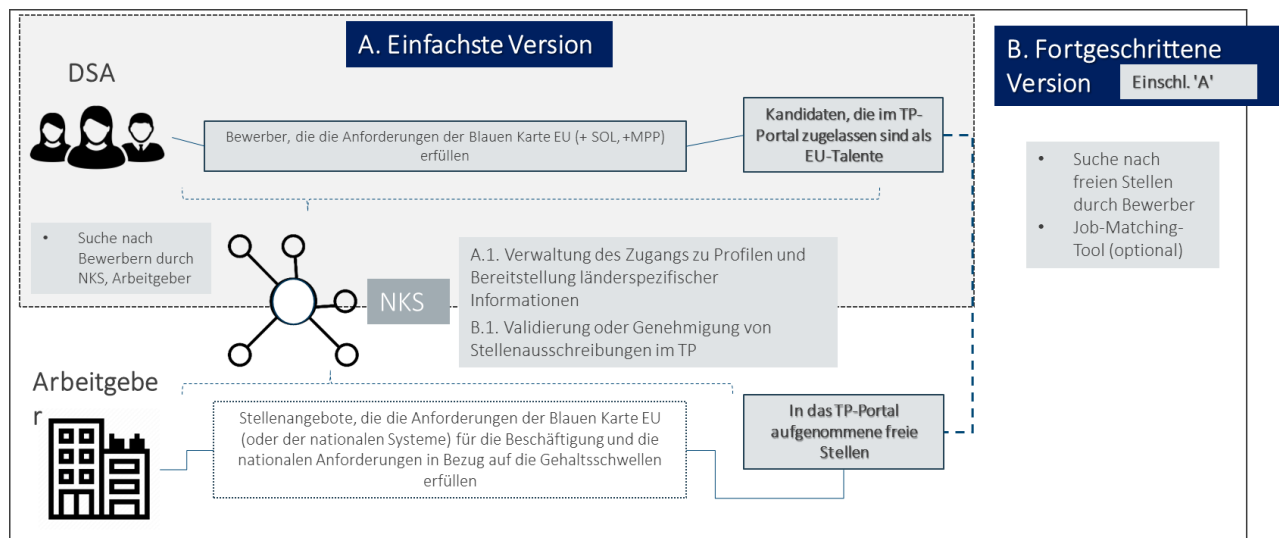 A. Einfachste Version
B. Fortgeschrittene
Version
Einschl. 'A'
DSA
Bewerber, die die Anforderungen der Blauen Karte EU (+ SOL, +MPP)
erfüllen
Kandidaten, die im TP-
Portal zugelassen sind als
EU-Talente
• Suche nach
freien Stellen
durch Bewerber
• Job-Matching-
Tool (optional)
• Suche nach
Bewerbern durch
NKS, Arbeitgeber
NKS
A.1. Verwaltung des Zugangs zu Profilen und
Bereitstellung länderspezifischer
Informationen
B.1. Validierung oder Genehmigung von
Stellenausschreibungen im TP
Arbeitgebe
r
Stellenangebote, die die Anforderungen der Blauen Karte EU
(oder der nationalen Systeme) für die Beschäftigung und die
nationalen Anforderungen in Bezug auf die Gehaltsschwellen
erfüllen
In das TP-Portal
aufgenommene freie
Stellen